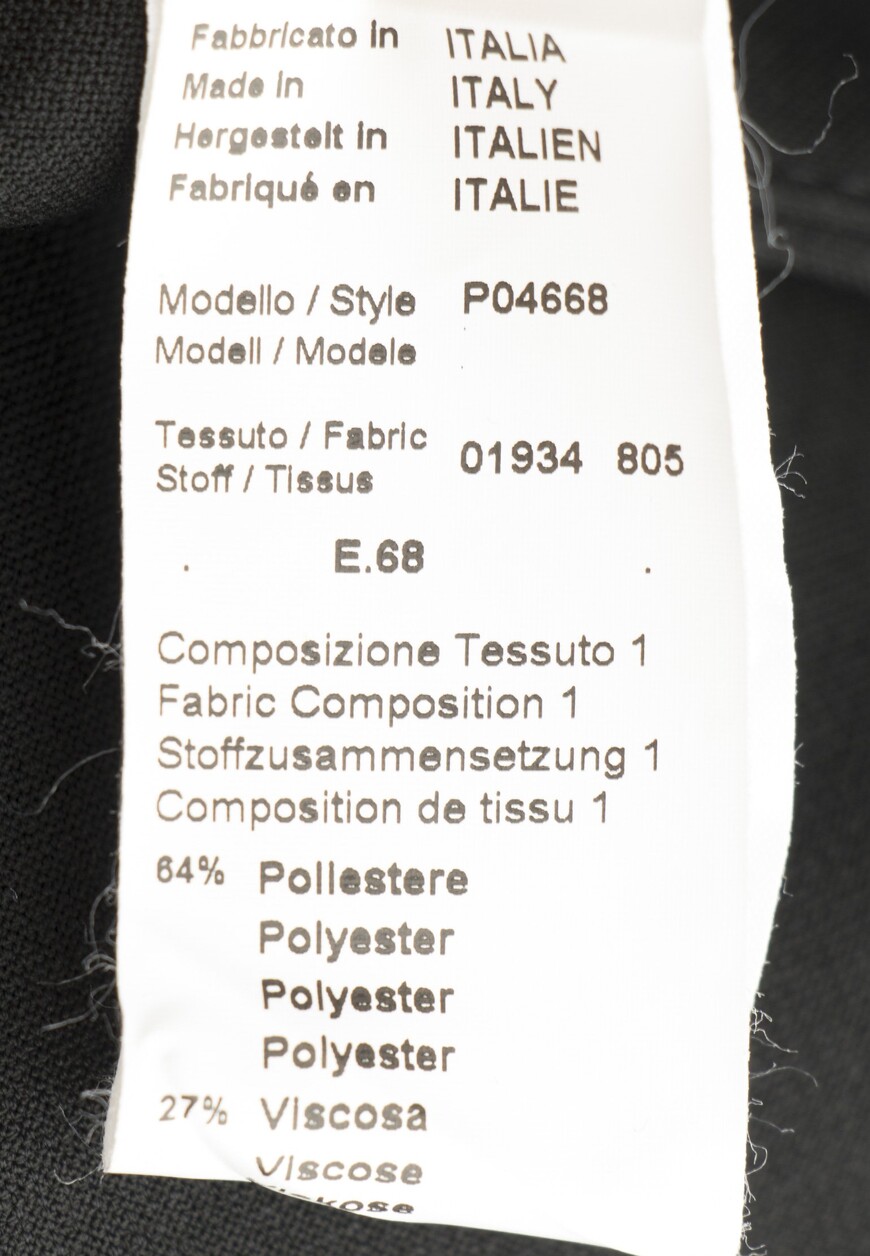 Fabbricato in ITALIA
Made in ITALY
Hergestelt in ITALIEN
Fabriqué en ITALIE
Modello / Style P04668
Modell / Modele
Tessuto / Fabric 01934 805
Stoff / Tissus
E.68
Composizione Tessuto 1
Fabric Composition 1
Stoffzusammensetzung 1
Composition de tissu 1
64% Poliestere
Polyester
Polyester
Polyester
27% Viscosa
Viscose